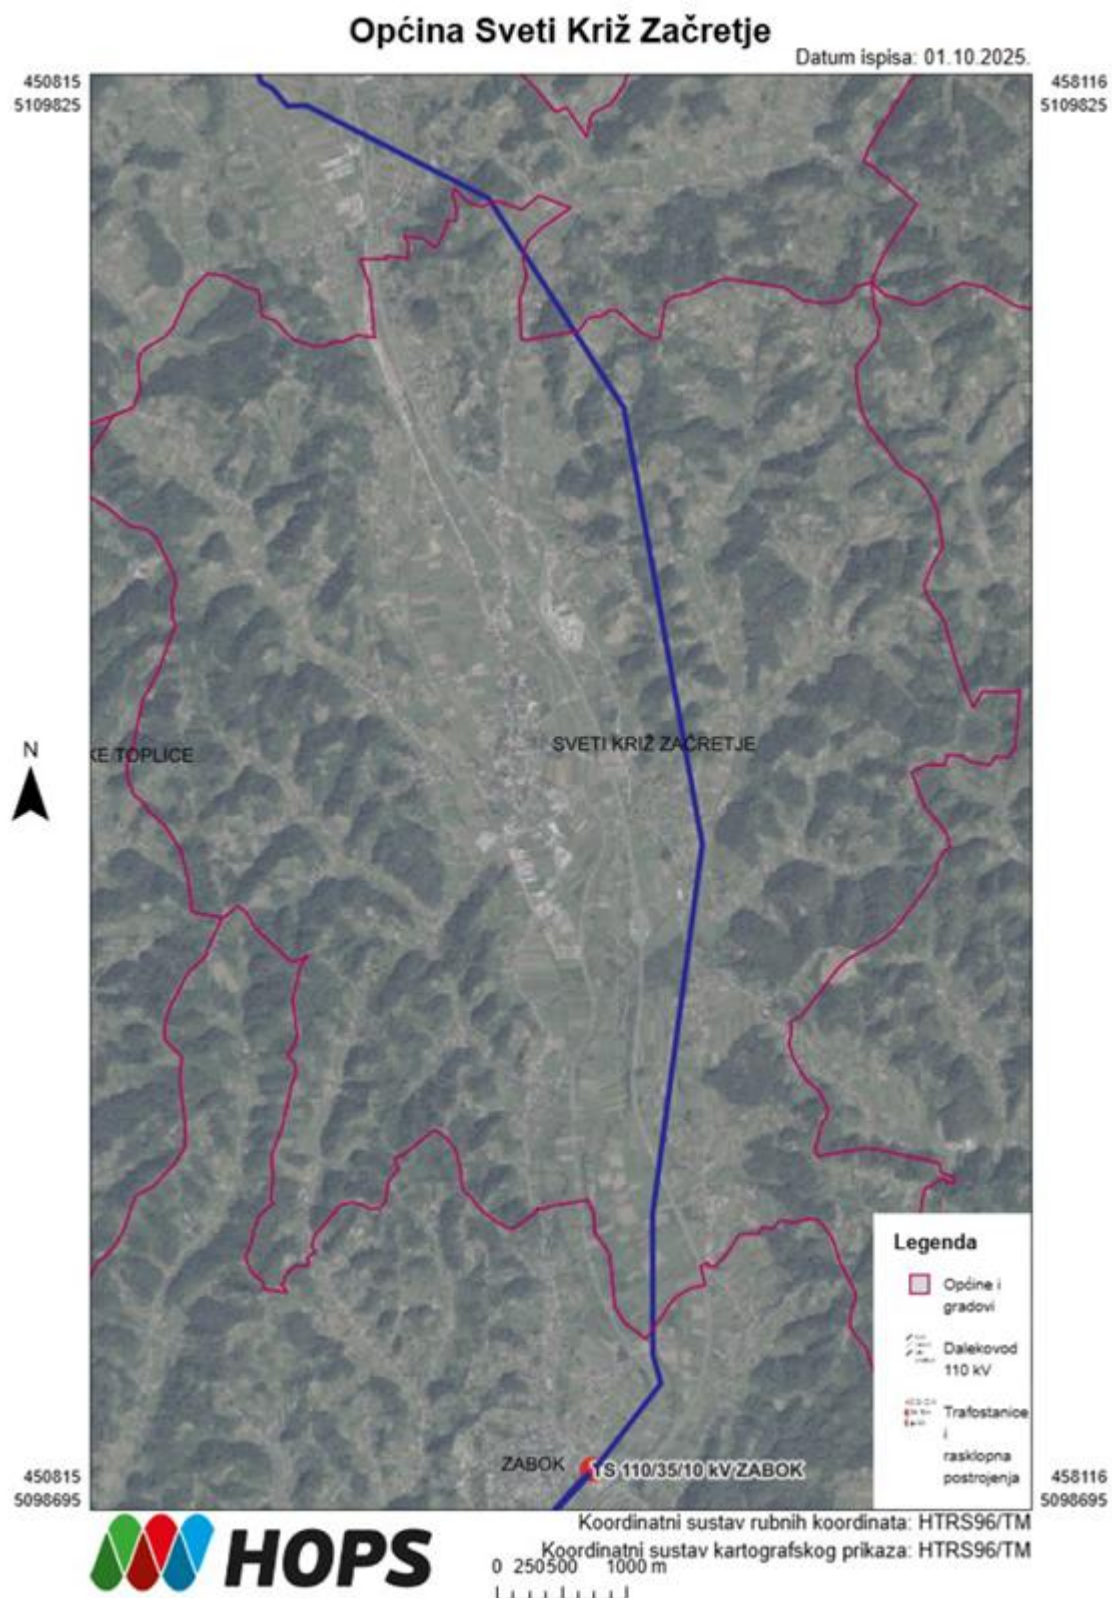 Općina Sveti Križ Začretje
Datum ispisa: 01.10.2025.
450815
5109825
458116
5109825
N
KE TOPLICE
SVETI KRIŽ ZAČRETJE
Legenda
Općine i
gradovi
Dalekovod
110 kV
Trafostanice
i
rasklopna
postrojenja
ZABOK
TS 110/35/10 kV ZABOK
450815
5098695
458116
5098695
Koordinatni sustav rubnih koordinata: HTRS96/TM
Koordinatni sustav kartografskog prikaza: HTRS96/TM
HOPS
0 250 500 1000 m